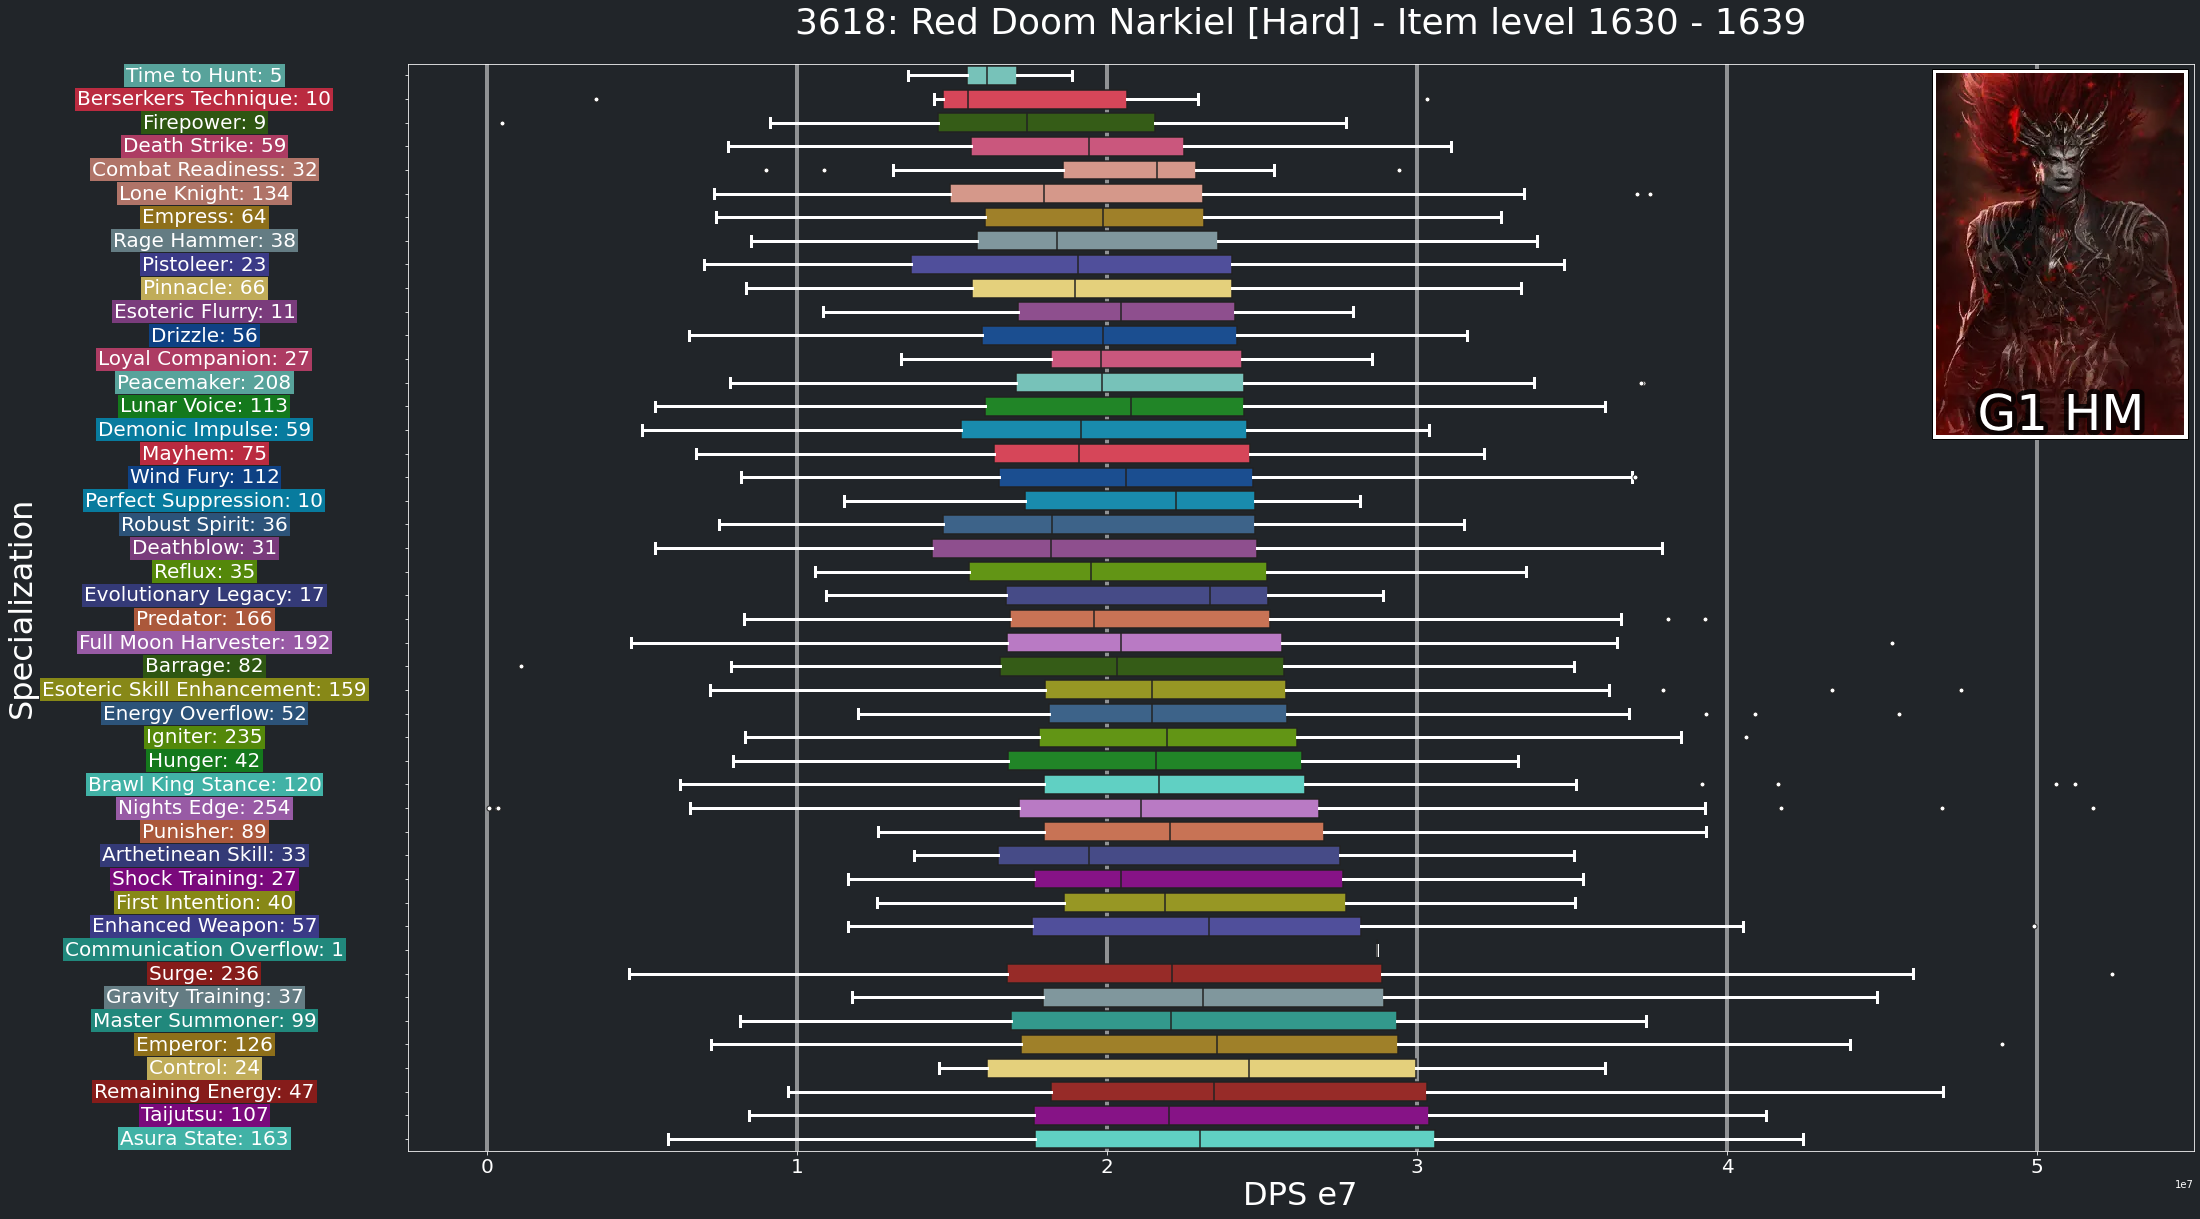 3618: Red Doom Narkiel [Hard] - Item level 1630 - 1639
Time to Hunt: 5
Berserkers Technique: 10
Firepower: 9
Death Strike: 59
Combat Readiness: 32
Lone Knight: 134
Empress: 64
Rage Hammer: 38
Pistoleer: 23
Pinnacle: 66
Esoteric Flurry: 11
Drizzle: 56
Loyal Companion: 27
Peacemaker: 208
Lunar Voice: 113
Demonic Impulse: 59
Mayhem: 75
Wind Fury: 112
Perfect Suppression: 10
Robust Spirit: 36
Deathblow: 31
Reflux: 35
Evolutionary Legacy: 17
Predator: 166
Full Moon Harvester: 192
Barrage: 82
Esoteric Skill Enhancement: 159
Energy Overflow: 52
Igniter: 235
Hunger: 42
Brawl King Stance: 120
Nights Edge: 254
Punisher: 89
Arthetinean Skill: 33
Shock Training: 27
First Intention: 40
Enhanced Weapon: 57
Communication Overflow: 1
Surge: 236
Gravity Training: 37
Master Summoner: 99
Emperor: 126
Control: 24
Remaining Energy: 47
Taijutsu: 107
Asura State: 163
Specialization
G1 HM
0 1 2 3 4 5
1e7
DPS e7